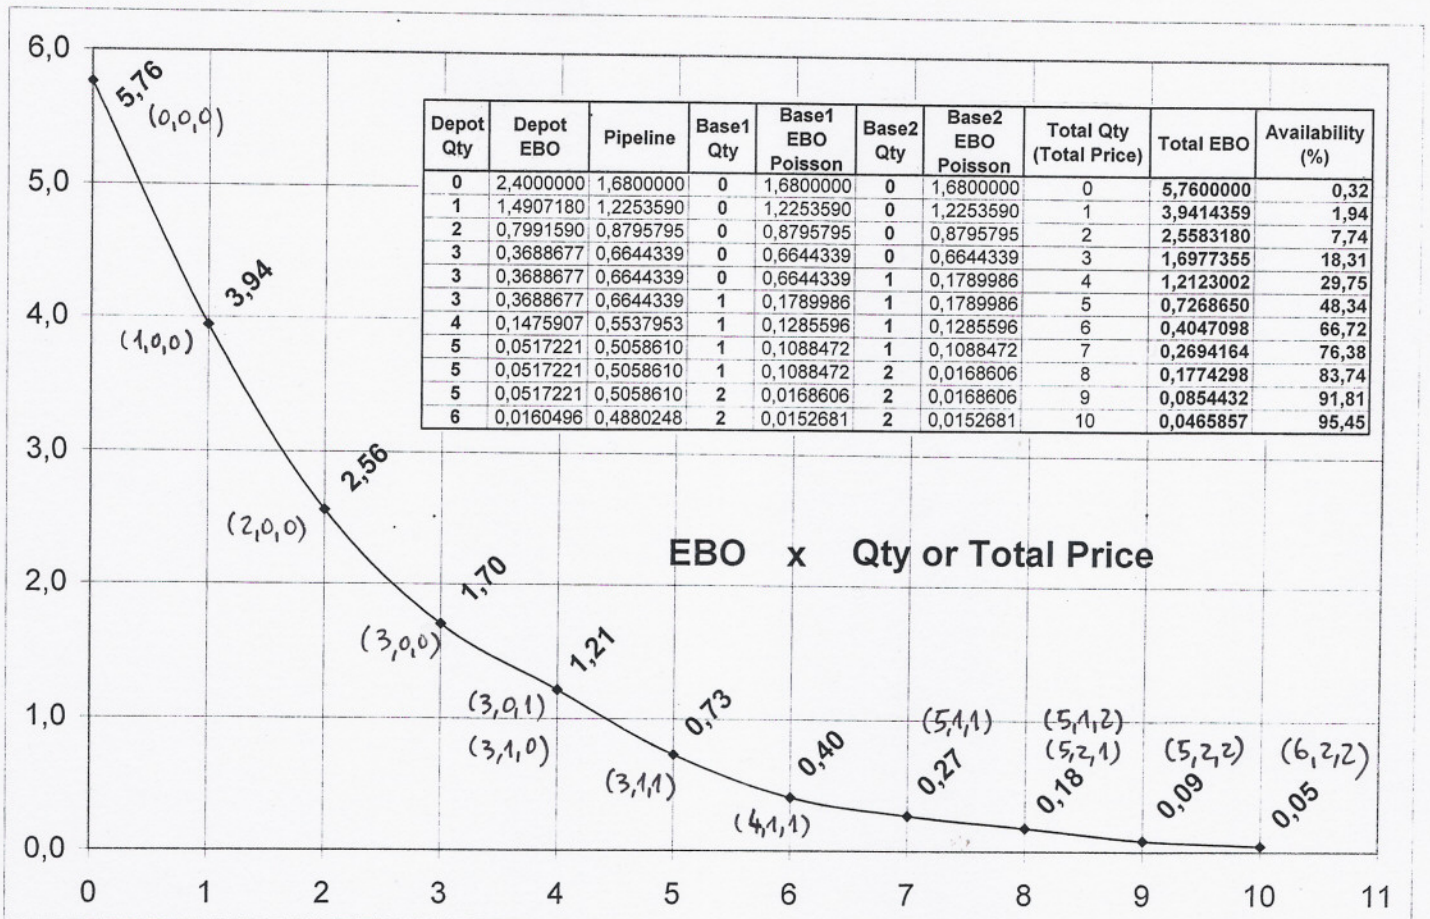 6,0
5,0
4,0
3,0
2,0
1,0
0,0
0 1 2 3 4 5 6 7 8 9 10 11
5,76
(0,0,0)
3,94
(1,0,0)
2,56
(2,0,0)
1,70
(3,0,0)
1,21
(3,0,1)
(3,1,0)
0,73
(3,1,1)
0,40
(4,1,1)
(5,1,1)
0,27
(5,1,2)
(5,2,1)
0,18
(5,2,2)
0,09
(6,2,2)
0,05
EBO x Qty or Total Price
Depot Qty Depot EBO Pipeline Base1 Qty Base1 EBO Poisson Base2 Qty Base2 EBO Poisson Total Qty (Total Price) Total EBO Availability (%)
0 2,4000000 1,6800000 0 1,6800000 0 1,6800000 0 5,7600000 0,32
1 1,4907180 1,2253590 0 1,2253590 0 1,2253590 1 3,9414359 1,94
2 0,7991590 0,8795795 0 0,8795795 0 0,8795795 2 2,5583180 7,74
3 0,3688677 0,6644339 0 0,6644339 0 0,6644339 3 1,6977355 18,31
3 0,3688677 0,6644339 0 0,6644339 1 0,1789986 4 1,2123002 29,75
3 0,3688677 0,6644339 1 0,1789986 1 0,1789986 5 0,7268650 48,34
4 0,1475907 0,5537953 1 0,1285596 1 0,1285596 6 0,4047098 66,72
5 0,0517221 0,5058610 1 0,1088472 1 0,1088472 7 0,2694164 76,38
5 0,0517221 0,5058610 1 0,1088472 2 0,0168606 8 0,1774298 83,74
5 0,0517221 0,5058610 2 0,0168606 2 0,0168606 9 0,0854432 91,81
6 0,0160496 0,4880248 2 0,0152681 2 0,0152681 10 0,0465857 95,45